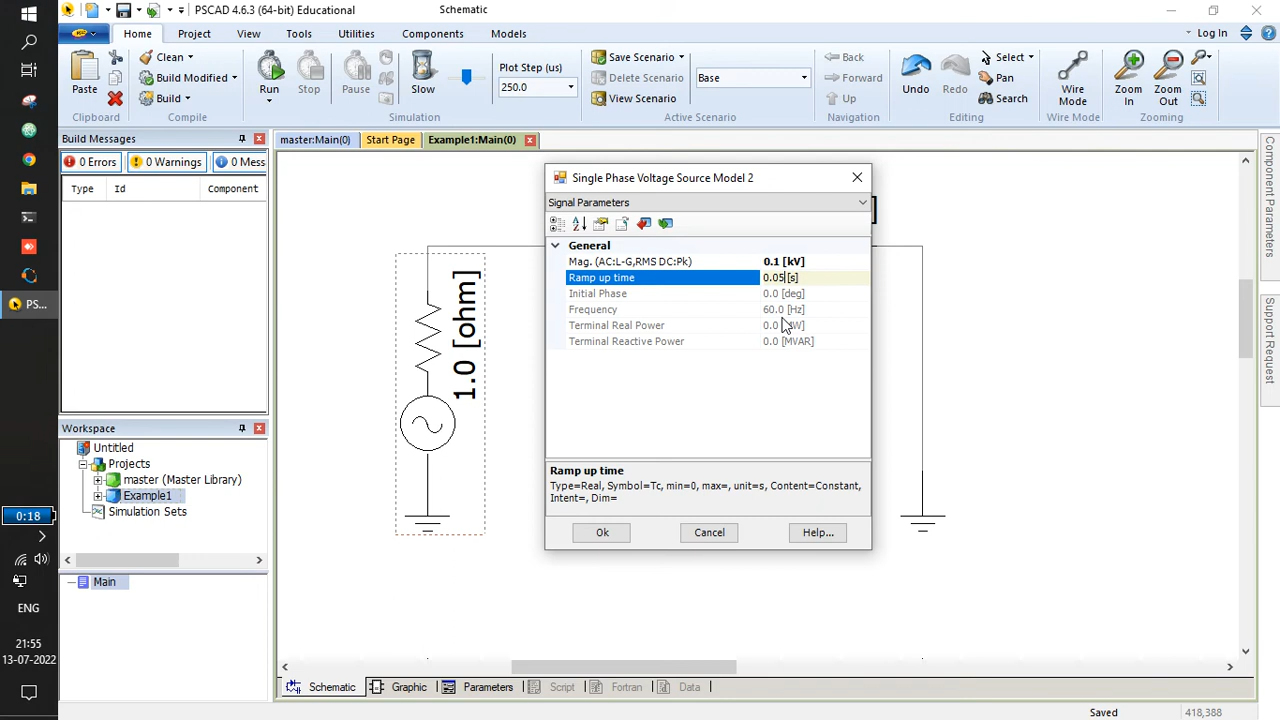 PSCAD 4.6.3 (64-bit) Educational
Schematic
Home
Project
View
Tools
Utilities
Components
Models
Log In
Paste
Clipboard
Clean
Build Modified
Build
Compile
Run
Stop
Pause
Slow
Plot Step (us)
250.0
Simulation
Save Scenario
Delete Scenario
View Scenario
Base
Active Scenario
Back
Forward
Up
Navigation
Undo
Redo
Select
Pan
Search
Editing
Wire
Mode
Wire Mode
Zoom
In
Zoom
Out
Zooming
Build Messages
0 Errors
0 Warnings
0 Mess
Type Id Component
master:Main(0)
Start Page
Example1:Main(0)
Single Phase Voltage Source Model 2
Signal Parameters
General
Mag. (AC:L-G,RMS DC:Pk) 0.1 [kV]
Ramp up time 0.05 [s]
Initial Phase 0.0 [deg]
Frequency 60.0 [Hz]
Terminal Real Power 0.0
Terminal Reactive Power 0.0 [MVAR]
Ramp up time
Type=Real, Symbol=Tc, min=0, max=, unit=s, Content=Constant,
Intent=, Dim=
Ok
Cancel
Help...
1.0 [ohm]
]
Component Parameters
Support Request
Workspace
Untitled
Projects
master (Master Library)
Example1
Simulation Sets
Main
PS...
0:18
ENG
21:55
13-07-2022
Schematic
Graphic
Parameters
Script
Fortran
Data
Saved
418,388